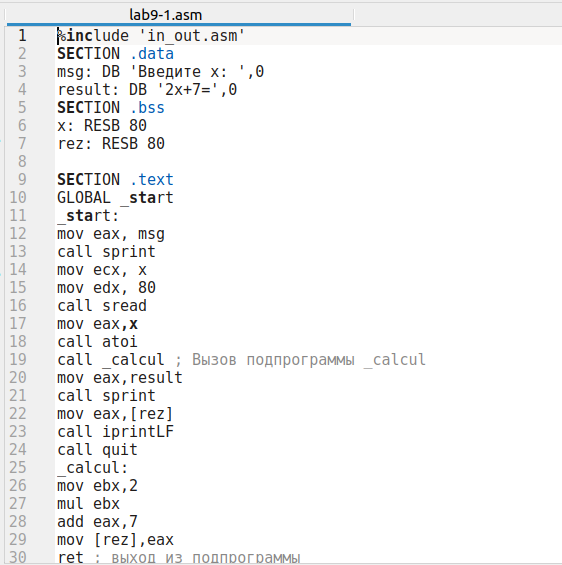 lab9-1.asm
1 %include 'in_out.asm'
2 SECTION .data
3 msg: DB 'Введите x: ',0
4 result: DB '2x+7=',0
5 SECTION .bss
6 x: RESB 80
7 rez: RESB 80
8
9 SECTION .text
10 GLOBAL _start
11 _start:
12 mov eax, msg
13 call sprint
14 mov ecx, x
15 mov edx, 80
16 call sread
17 mov eax,x
18 call atoi
19 call _calcul ; Вызов подпрограммы _calcul
20 mov eax,result
21 call sprint
22 mov eax,[rez]
23 call iprintLF
24 call quit
25 _calcul:
26 mov ebx,2
27 mul ebx
28 add eax,7
29 mov [rez],eax
30 ret ; выход из подпрограммы